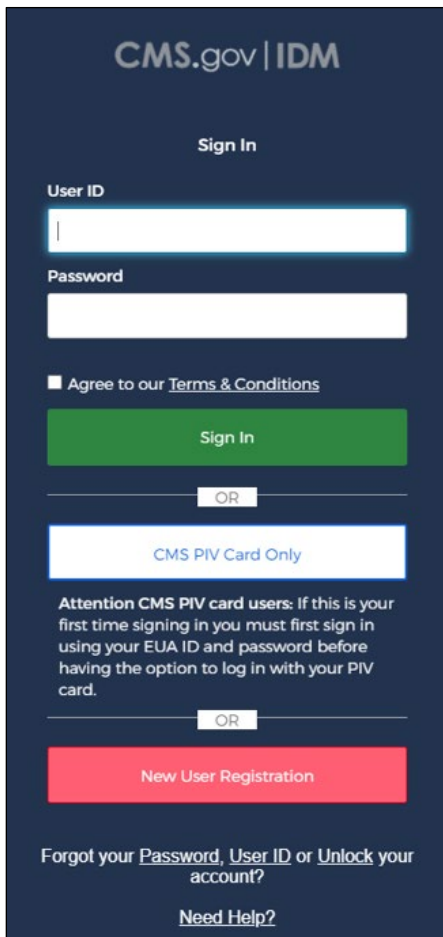 CMS.gov|IDM
Sign In
User ID
Password
Agree to our Terms & Conditions
Sign In
OR
CMS PIV Card Only
Attention CMS PIV card users: If this is your
first time signing in you must first sign in
using your EUA ID and password before
having the option to log in with your PIV
card.
OR
New User Registration
Forgot your Password, User ID or Unlock your
account?
Need Help?